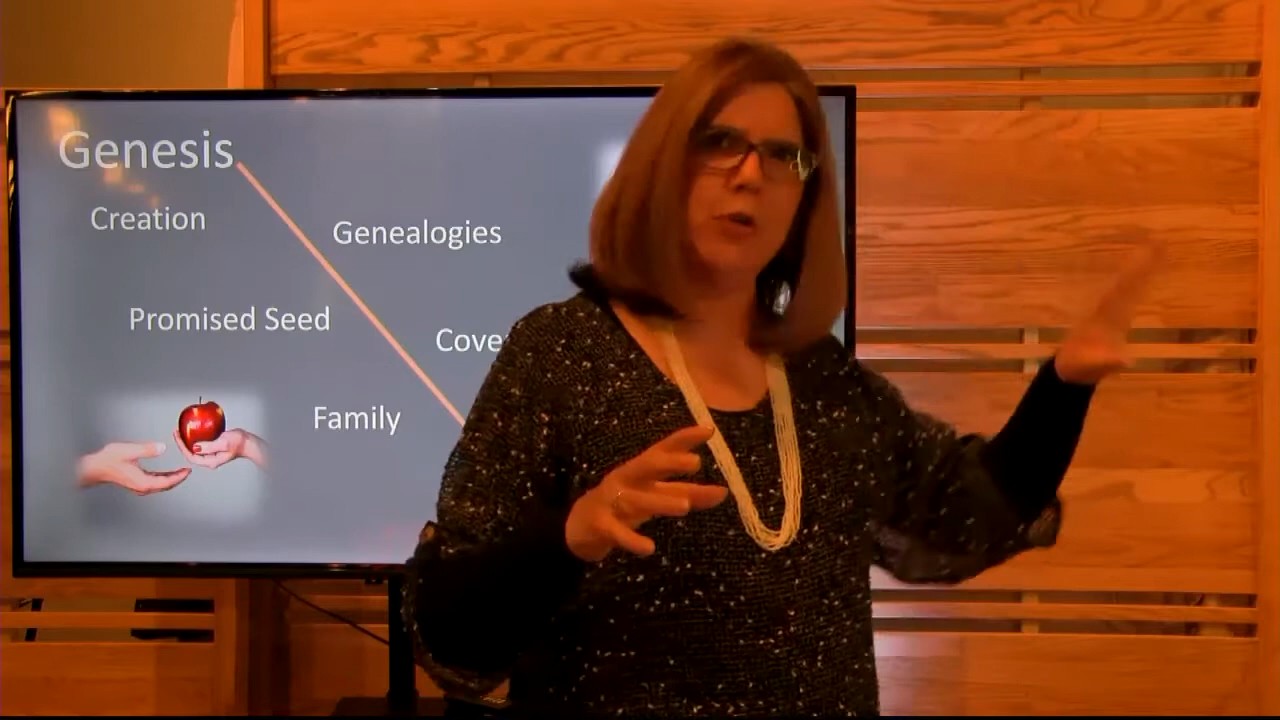 Genesis
Creation
Genealogies
Promised Seed
Family